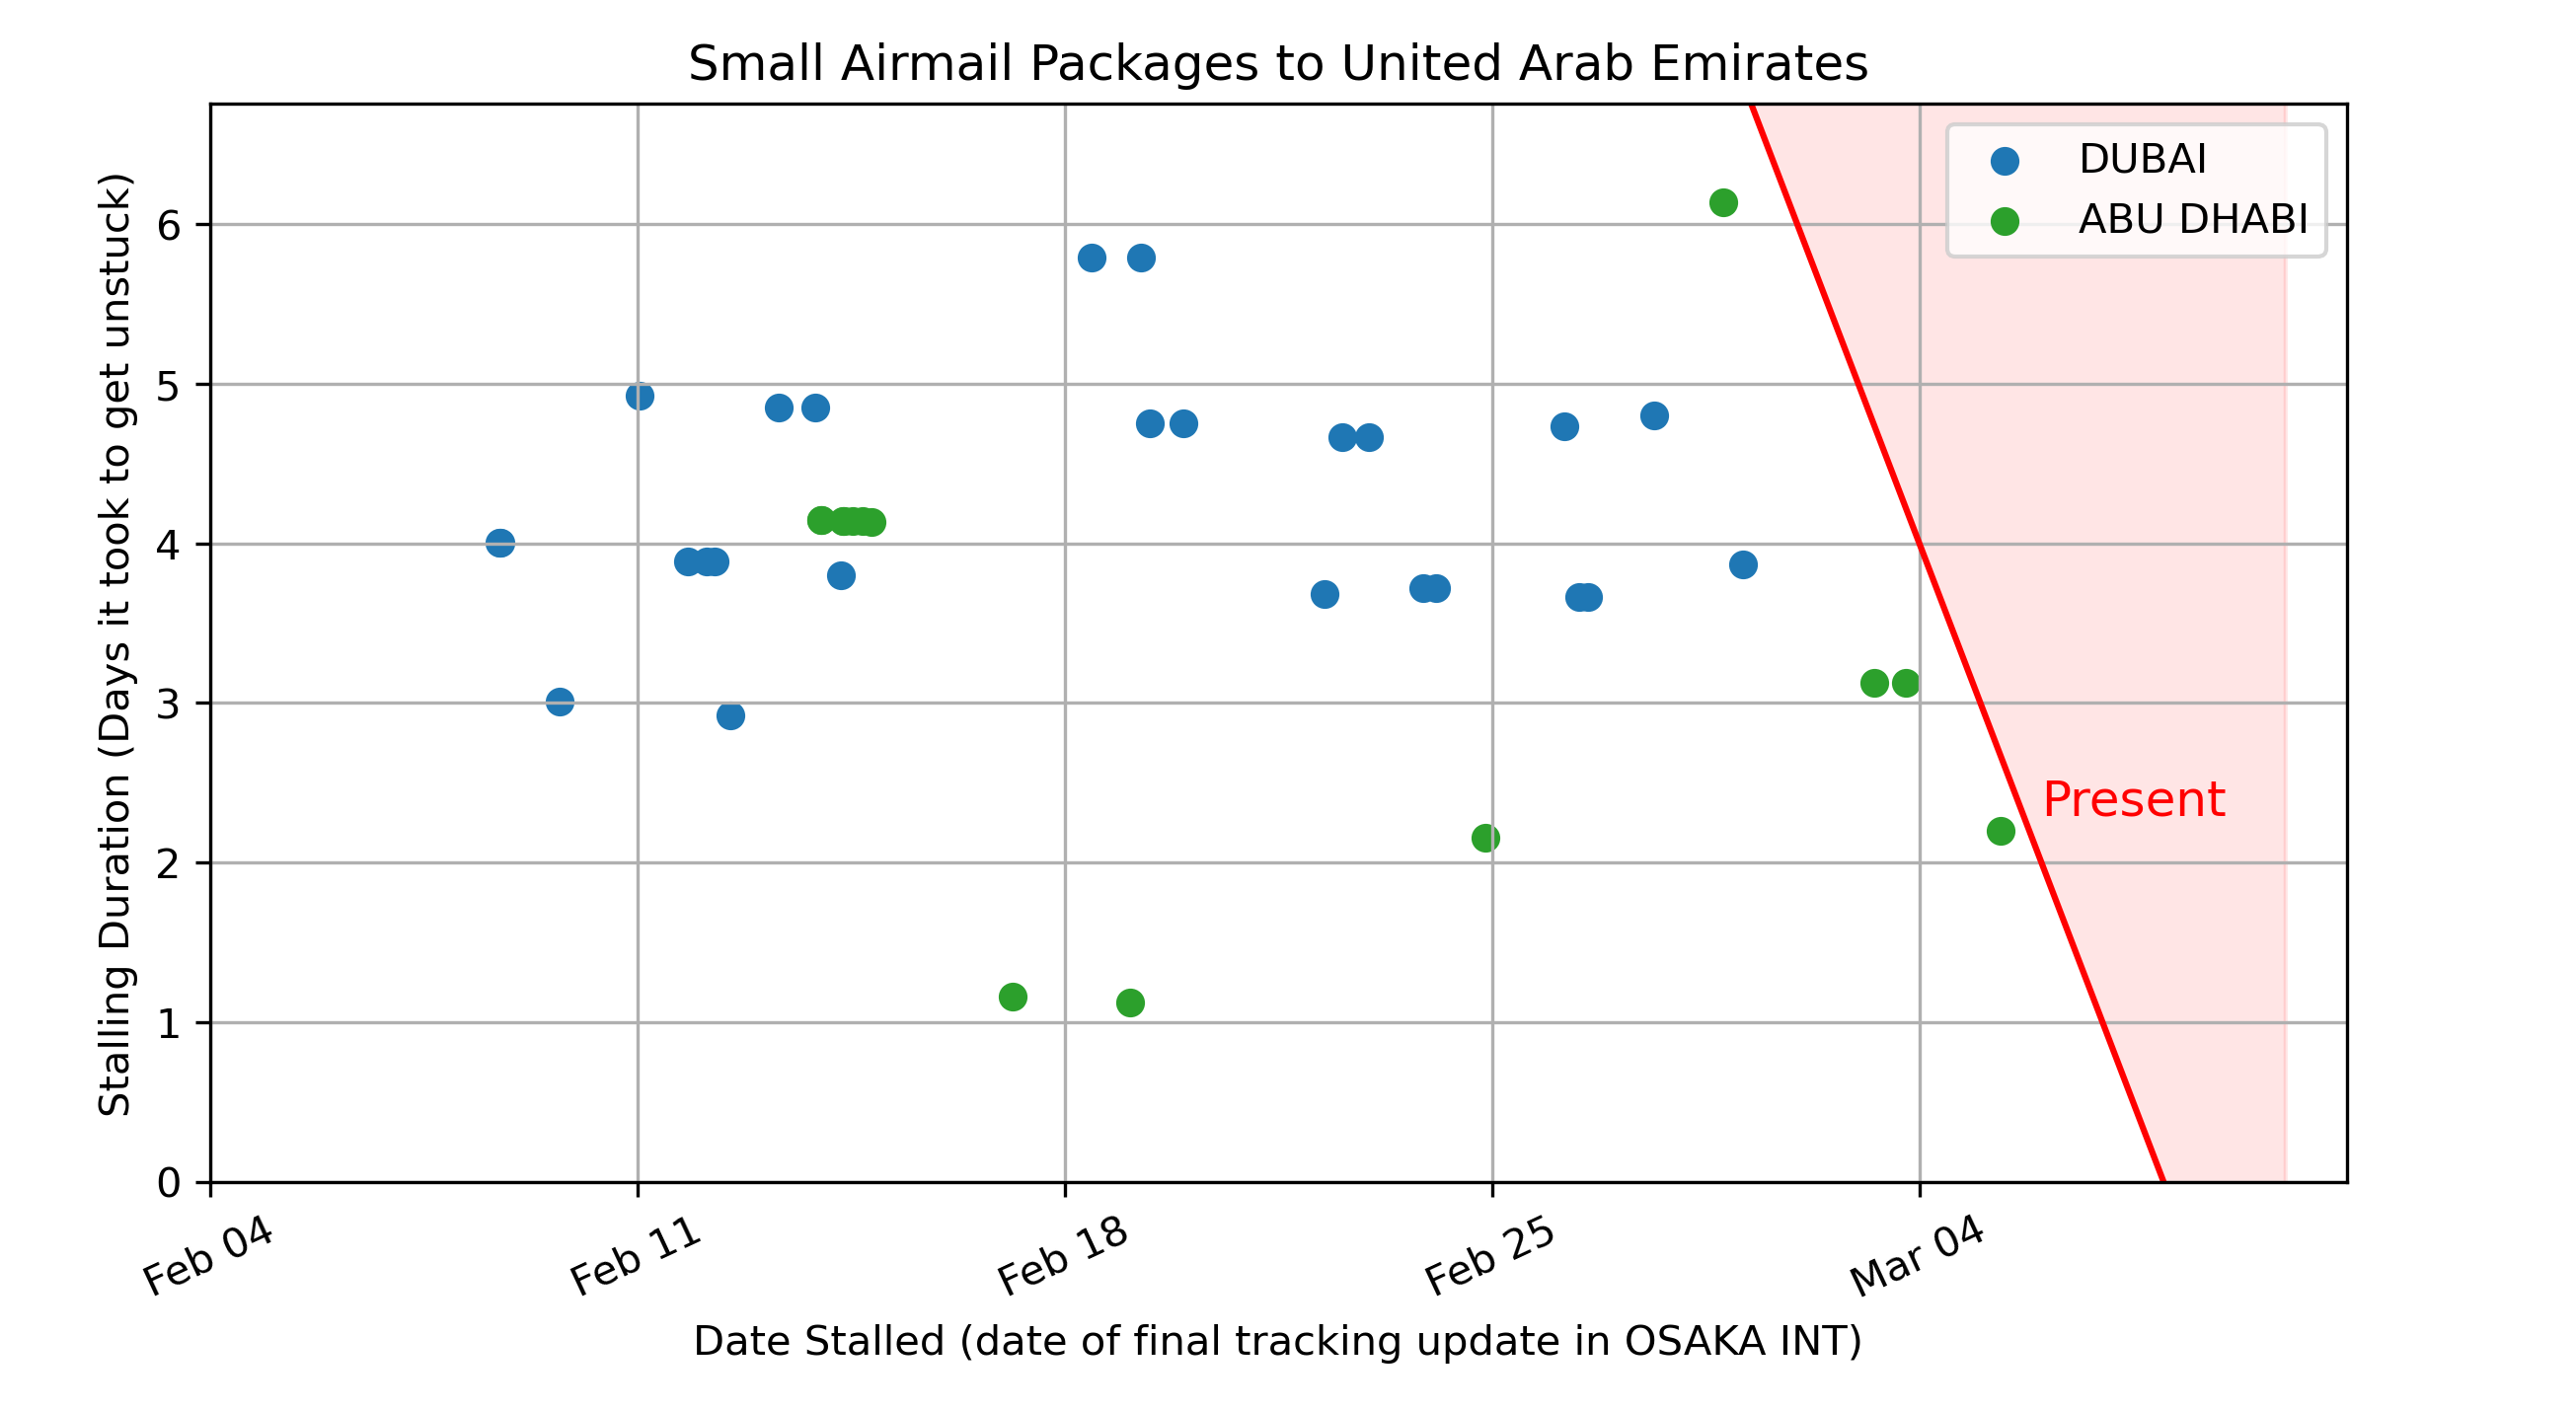 Small Airmail Packages to United Arab Emirates
DUBAI
ABU DHABI
Stalling Duration (Days it took to get unstuck)
6
5
4
3
2
1
0
Present
Feb 04
Feb 11
Feb 18
Feb 25
Mar 04
Date Stalled (date of final tracking update in OSAKA INT)